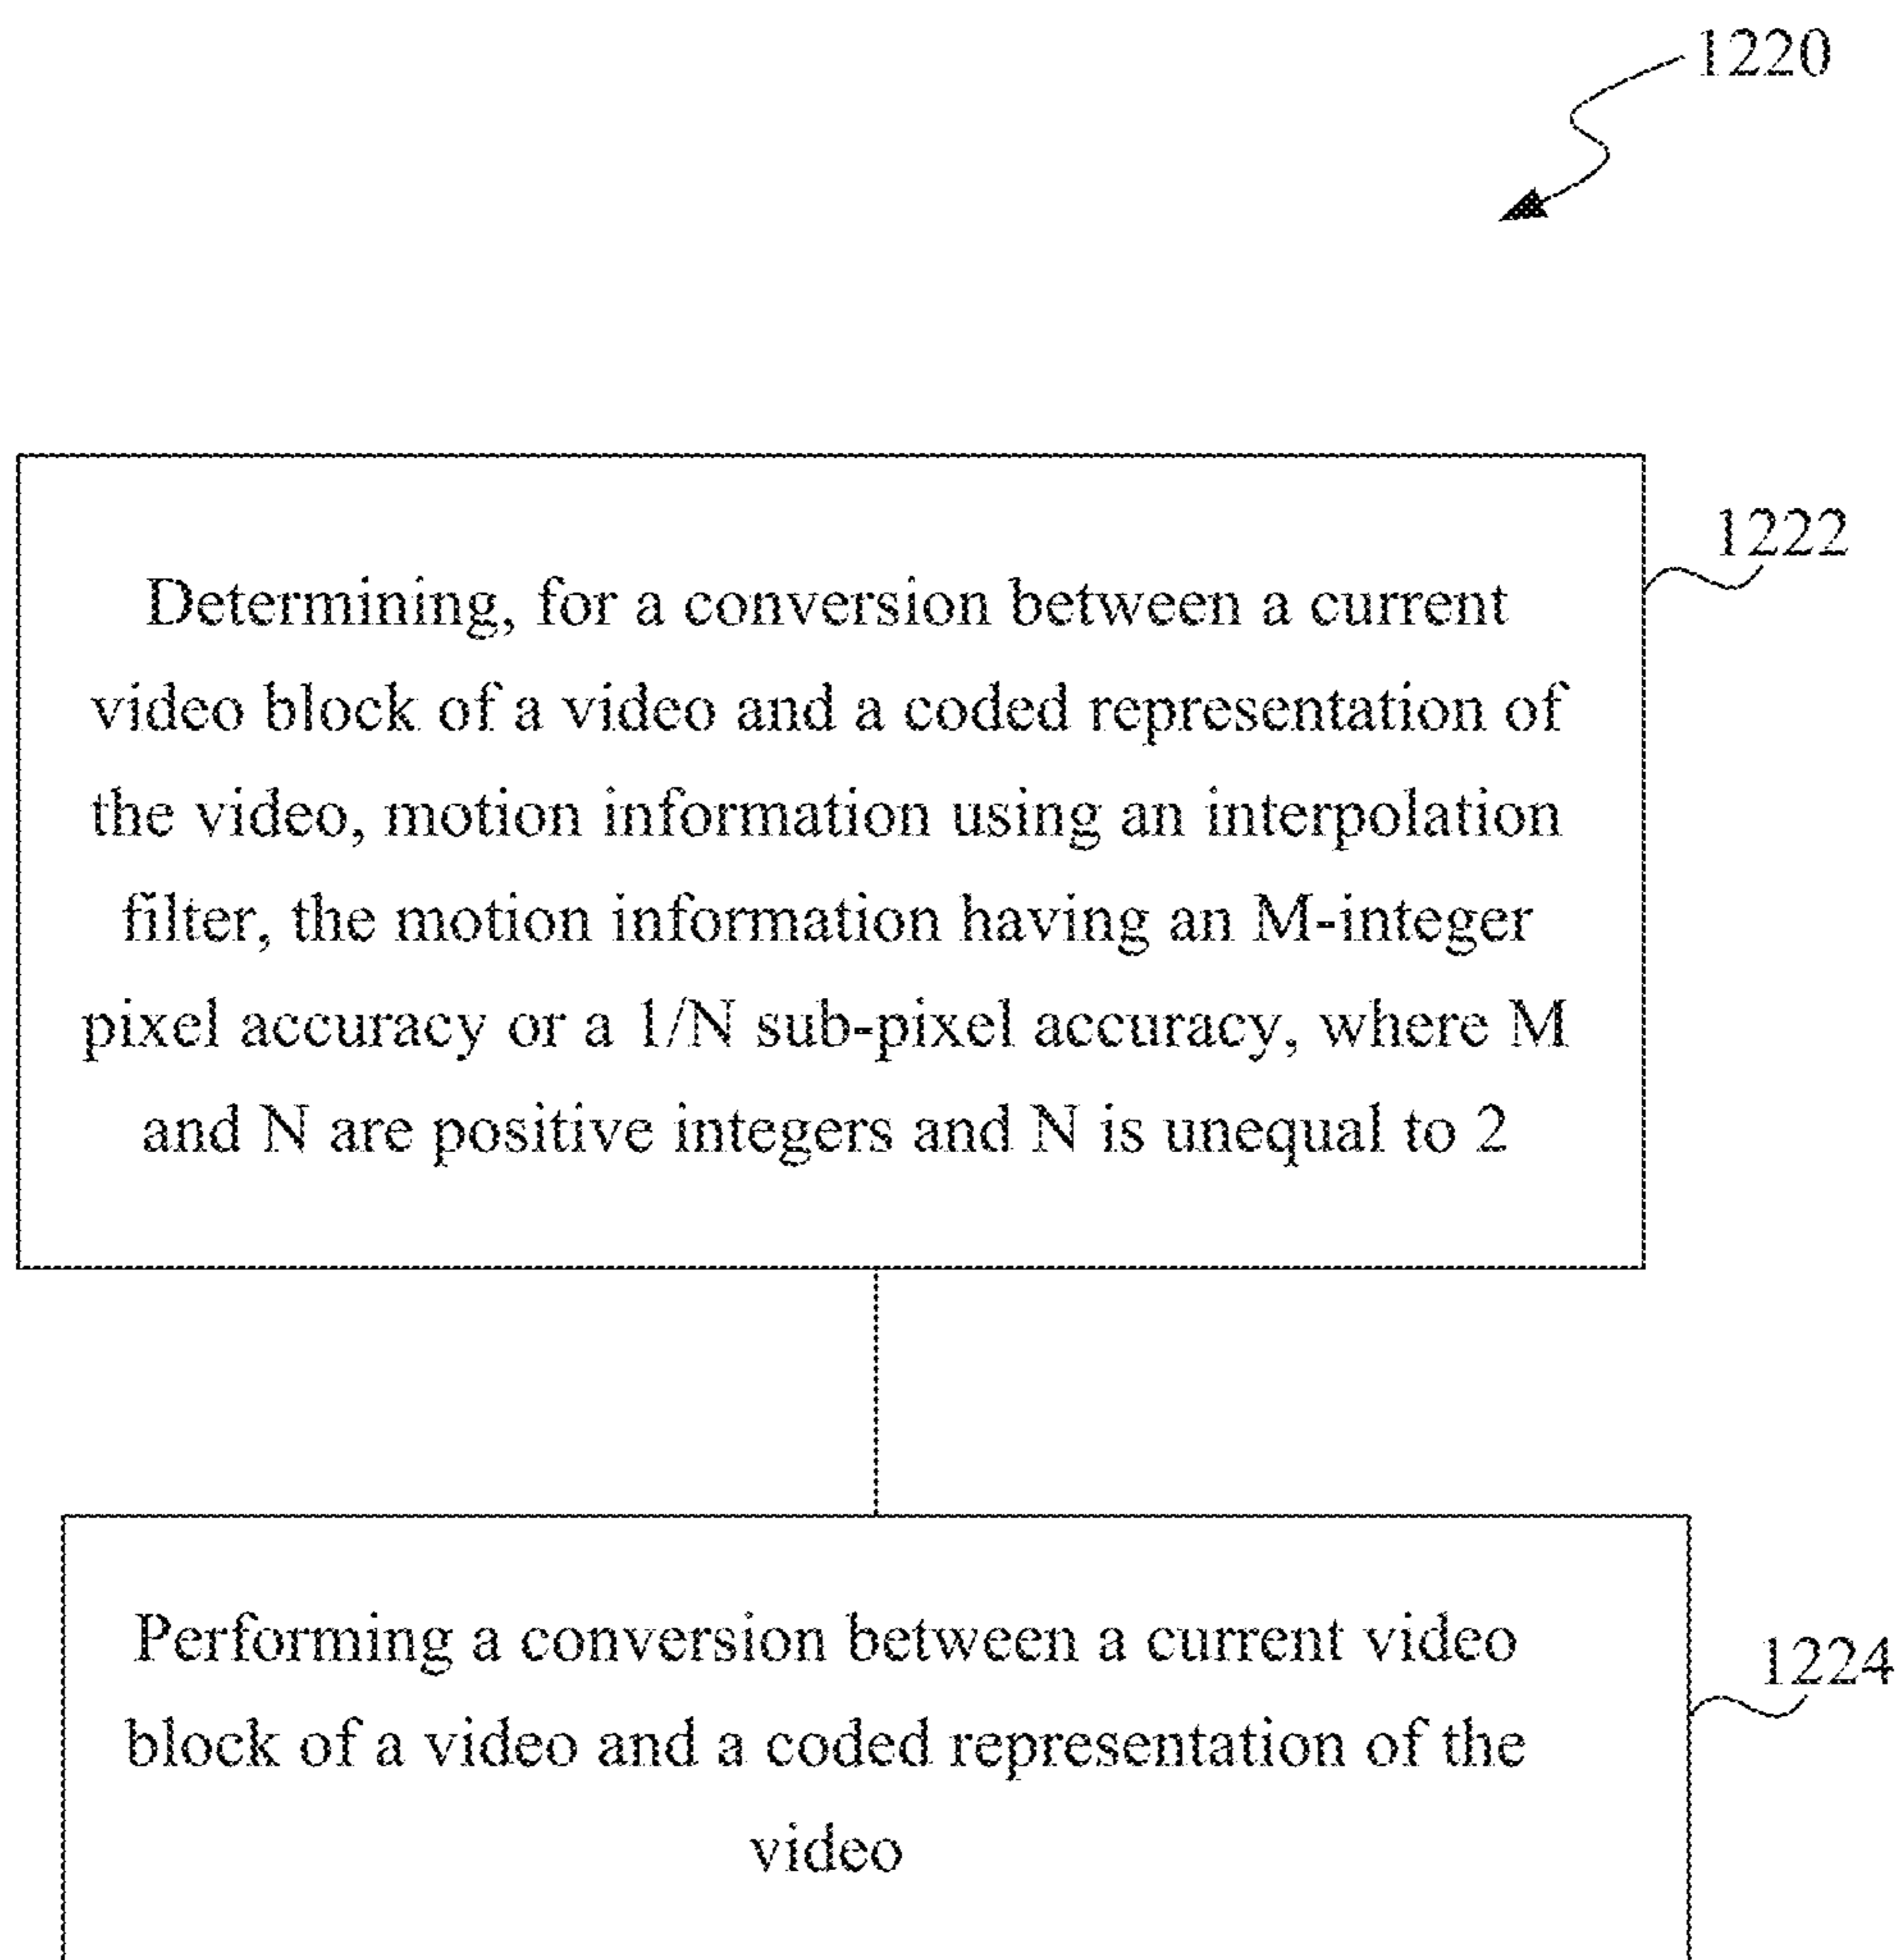 1220
1222
Determining, for a conversion between a current
video block of a video and a coded representation of
the video, motion information using an interpolation
filter, the motion information having an M-integer
pixel accuracy or a 1/N sub-pixel accuracy, where M
and N are positive integers and N is unequal to 2
Performing a conversion between a current video
1224
block of a video and a coded representation of the
video